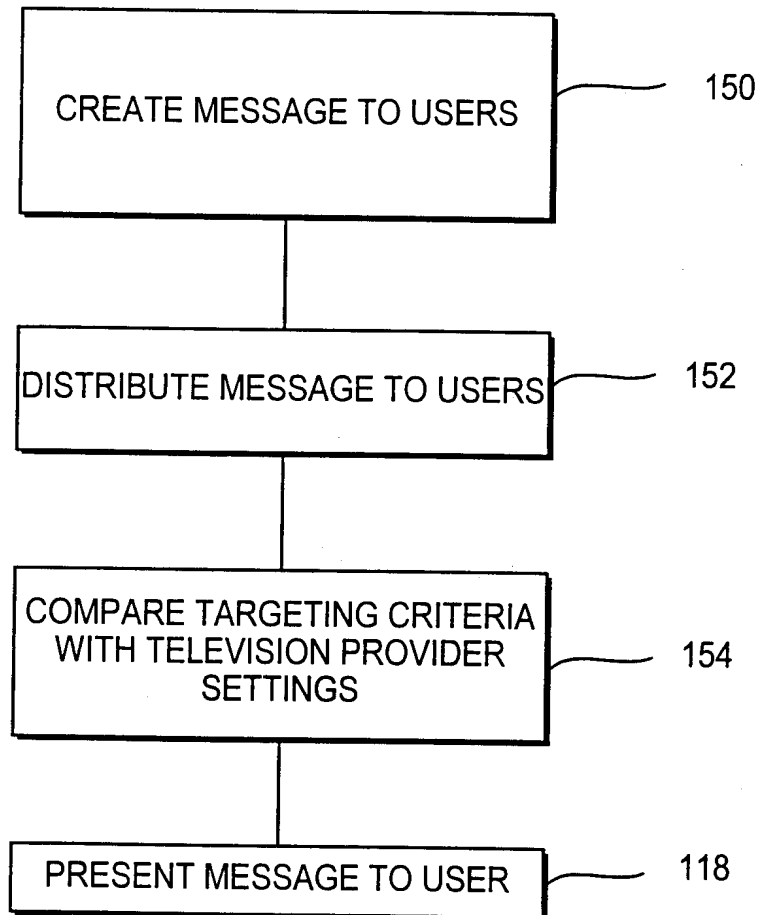 CREATE MESSAGE TO USERS
150
DISTRIBUTE MESSAGE TO USERS
152
COMPARE TARGETING CRITERIA
WITH TELEVISION PROVIDER
SETTINGS
154
PRESENT MESSAGE TO USER
118